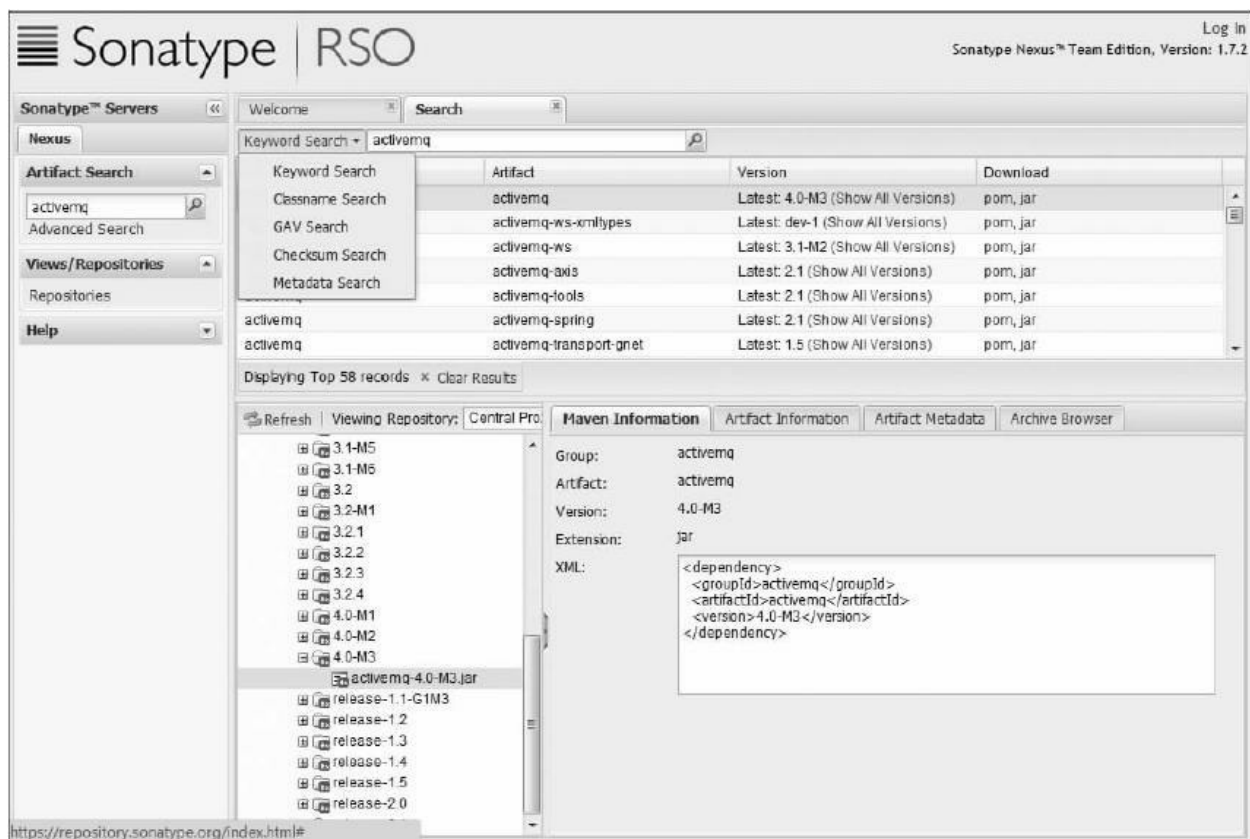 Sonatype | RSO
Log In
Sonatype Nexus™ Team Edition, Version: 1.7.2
Sonatype™ Servers
Nexus
Artifact Search
activemq
Advanced Search
Views/Repositories
Repositories
Help
Welcome
Search
Keyword Search
activemq
Keyword Search
Classname Search
GAV Search
Checksum Search
Metadata Search
Artifact Version Download
activemq Latest: 4.0-M3 (Show All Versions) pom, jar
activemq-ws-xmltypes Latest: dev-1 (Show All Versions) pom, jar
activemq-ws Latest: 3.1-M2 (Show All Versions) pom, jar
activemq-axis Latest: 2.1 (Show All Versions) pom, jar
activemq-tools Latest: 2.1 (Show All Versions) pom, jar
activemq activemq-spring Latest: 2.1 (Show All Versions) pom, jar
activemq activemq-transport-gnet Latest: 1.5 (Show All Versions) pom, jar
Displaying Top 58 records × Clear Results
Refresh | Viewing Repository: Central Pro
3.1-M5
3.1-M6
3.2
3.2-M1
3.2.1
3.2.2
3.2.3
3.2.4
4.0-M1
4.0-M2
4.0-M3
activemq-4.0-M3.jar
release-1.1-G1M3
release-1.2
release-1.3
release-1.4
release-1.5
release-2.0
Maven Information
Artifact Information
Artifact Metadata
Archive Browser
Group: activemq
Artifact: activemq
Version: 4.0-M3
Extension: jar
XML:
<dependency>
<groupId>activemq</groupId>
<artifactId>activemq</artifactId>
<version>4.0-M3</version>
</dependency>
https://repository.sonatype.org/index.html#